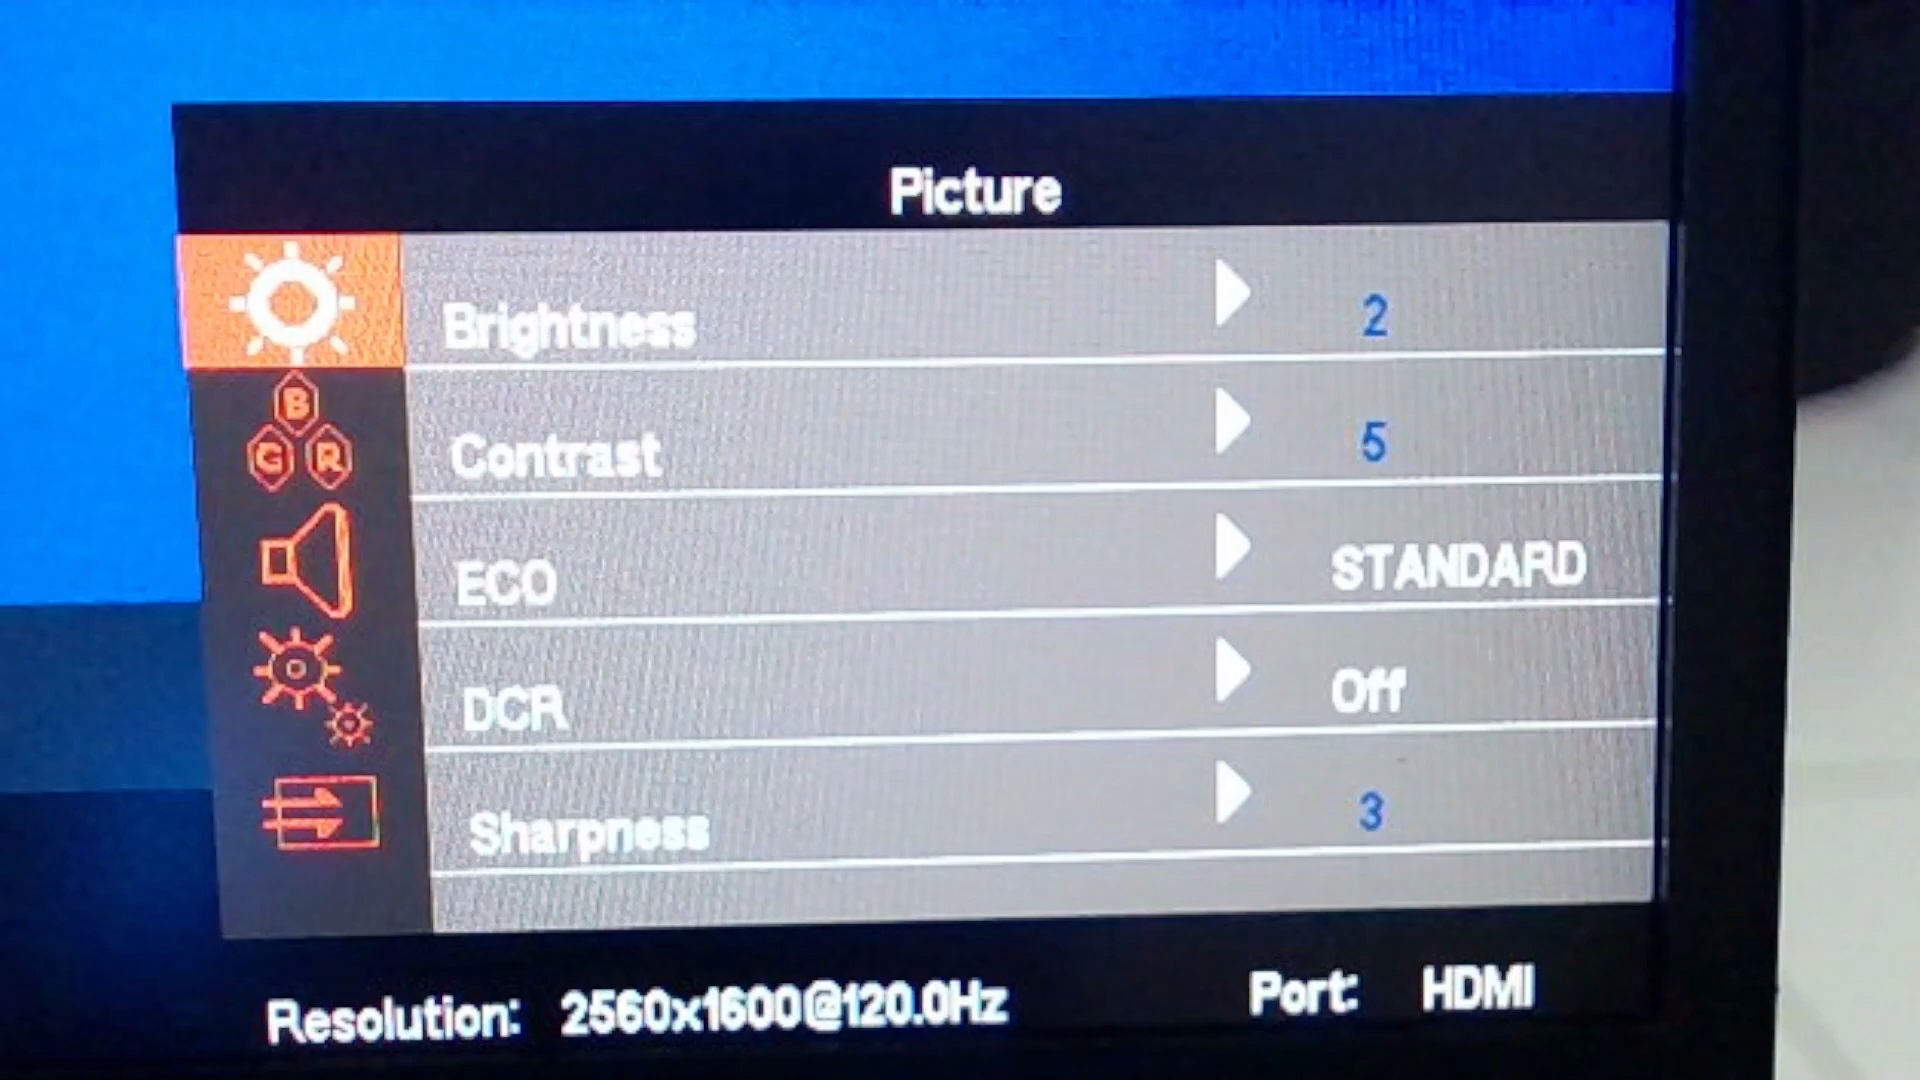 Picture
Brightness 2
B
G R
Contrast 5
ECO STANDARD
DCR Off
Sharpness 3
Resolution: 2560x1600@120.0Hz Port: HDMI